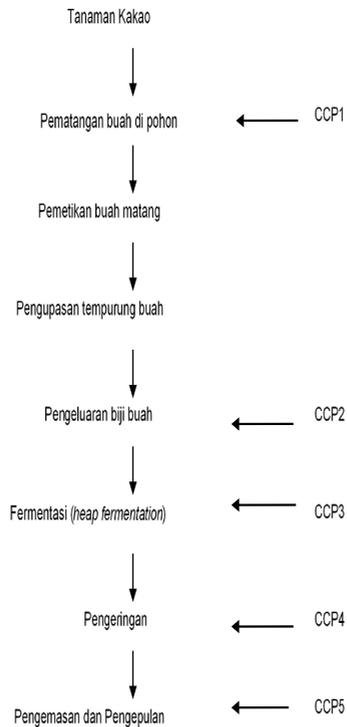 Tanaman Kakao
Pematangan buah di pohon
CCP1
Pemetikan buah matang
Pengupasan tempurung buah
Pengeluaran biji buah
CCP2
Fermentasi (heap fermentation)
CCP3
Pengeringan
CCP4
Pengemasan dan Pengepulan
CCP5